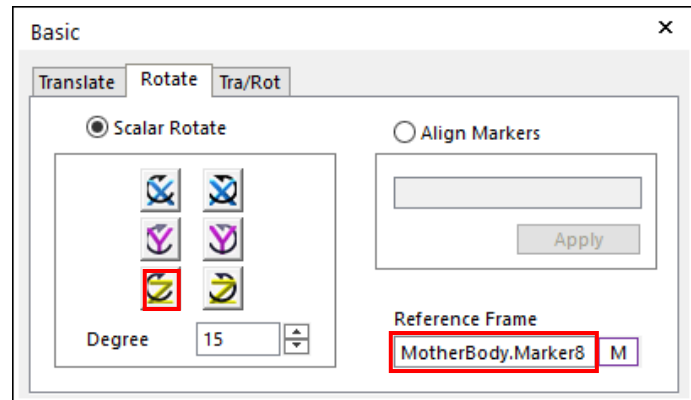 Basic
Translate Rotate Tra/Rot
Scalar Rotate
Align Markers
X X
Y Y
Z Z
Apply
Degree 15
Reference Frame
MotherBody.Marker8 M